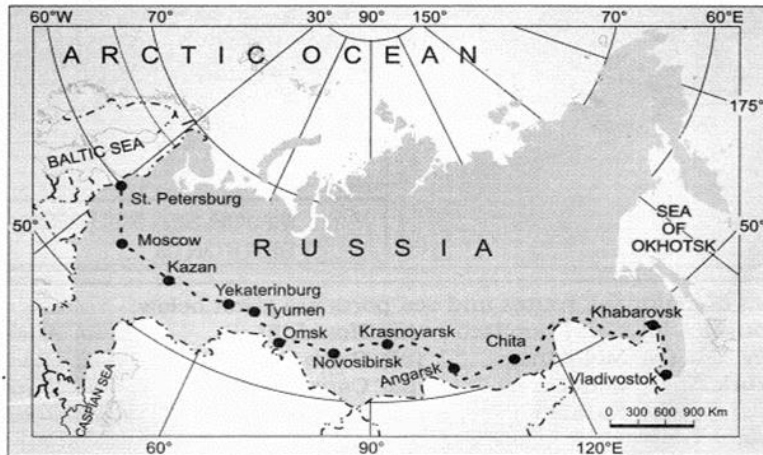 60°W 70° 30° 90° 150° 70° 60°E
ARCTIC OCEAN
175°
BALTIC SEA
St. Petersburg
50°
SEA
OF
OKHOTSK
50°
Moscow
RUSSIA
Kazan
Yekaterinburg
Tyumen
Khabarovsk
Omsk
Krasnoyarsk
Chita
Novosibirsk
Angarsk
Vladivostok
CASPIAN SEA
0 300 600 900 Km
60° 90° 120°E